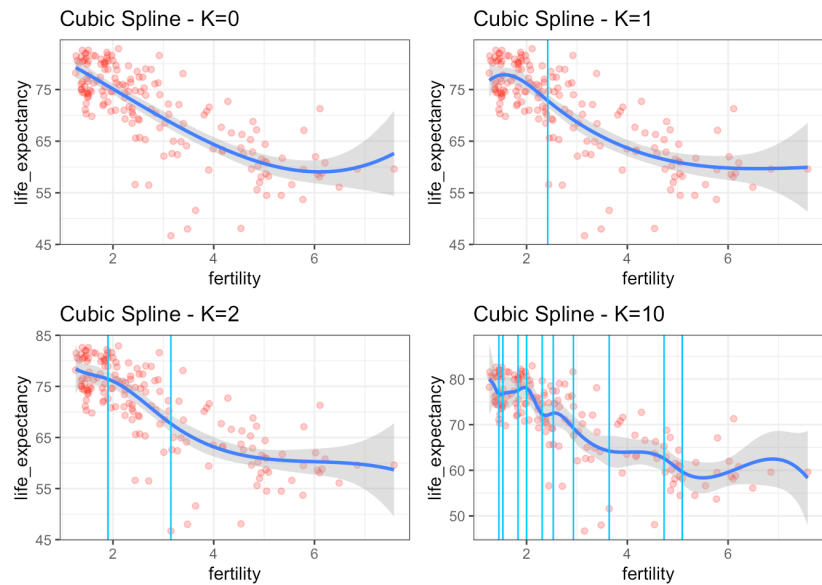 Cubic Spline - K=0
life_expectancy
75
65
55
45
2 4 6
fertility
Cubic Spline - K=1
life_expectancy
75
65
55
45
2 4 6
fertility
Cubic Spline - K=2
life_expectancy
85
75
65
55
45
2 4 6
fertility
Cubic Spline - K=10
life_expectancy
80
70
60
50
2 4 6
fertility